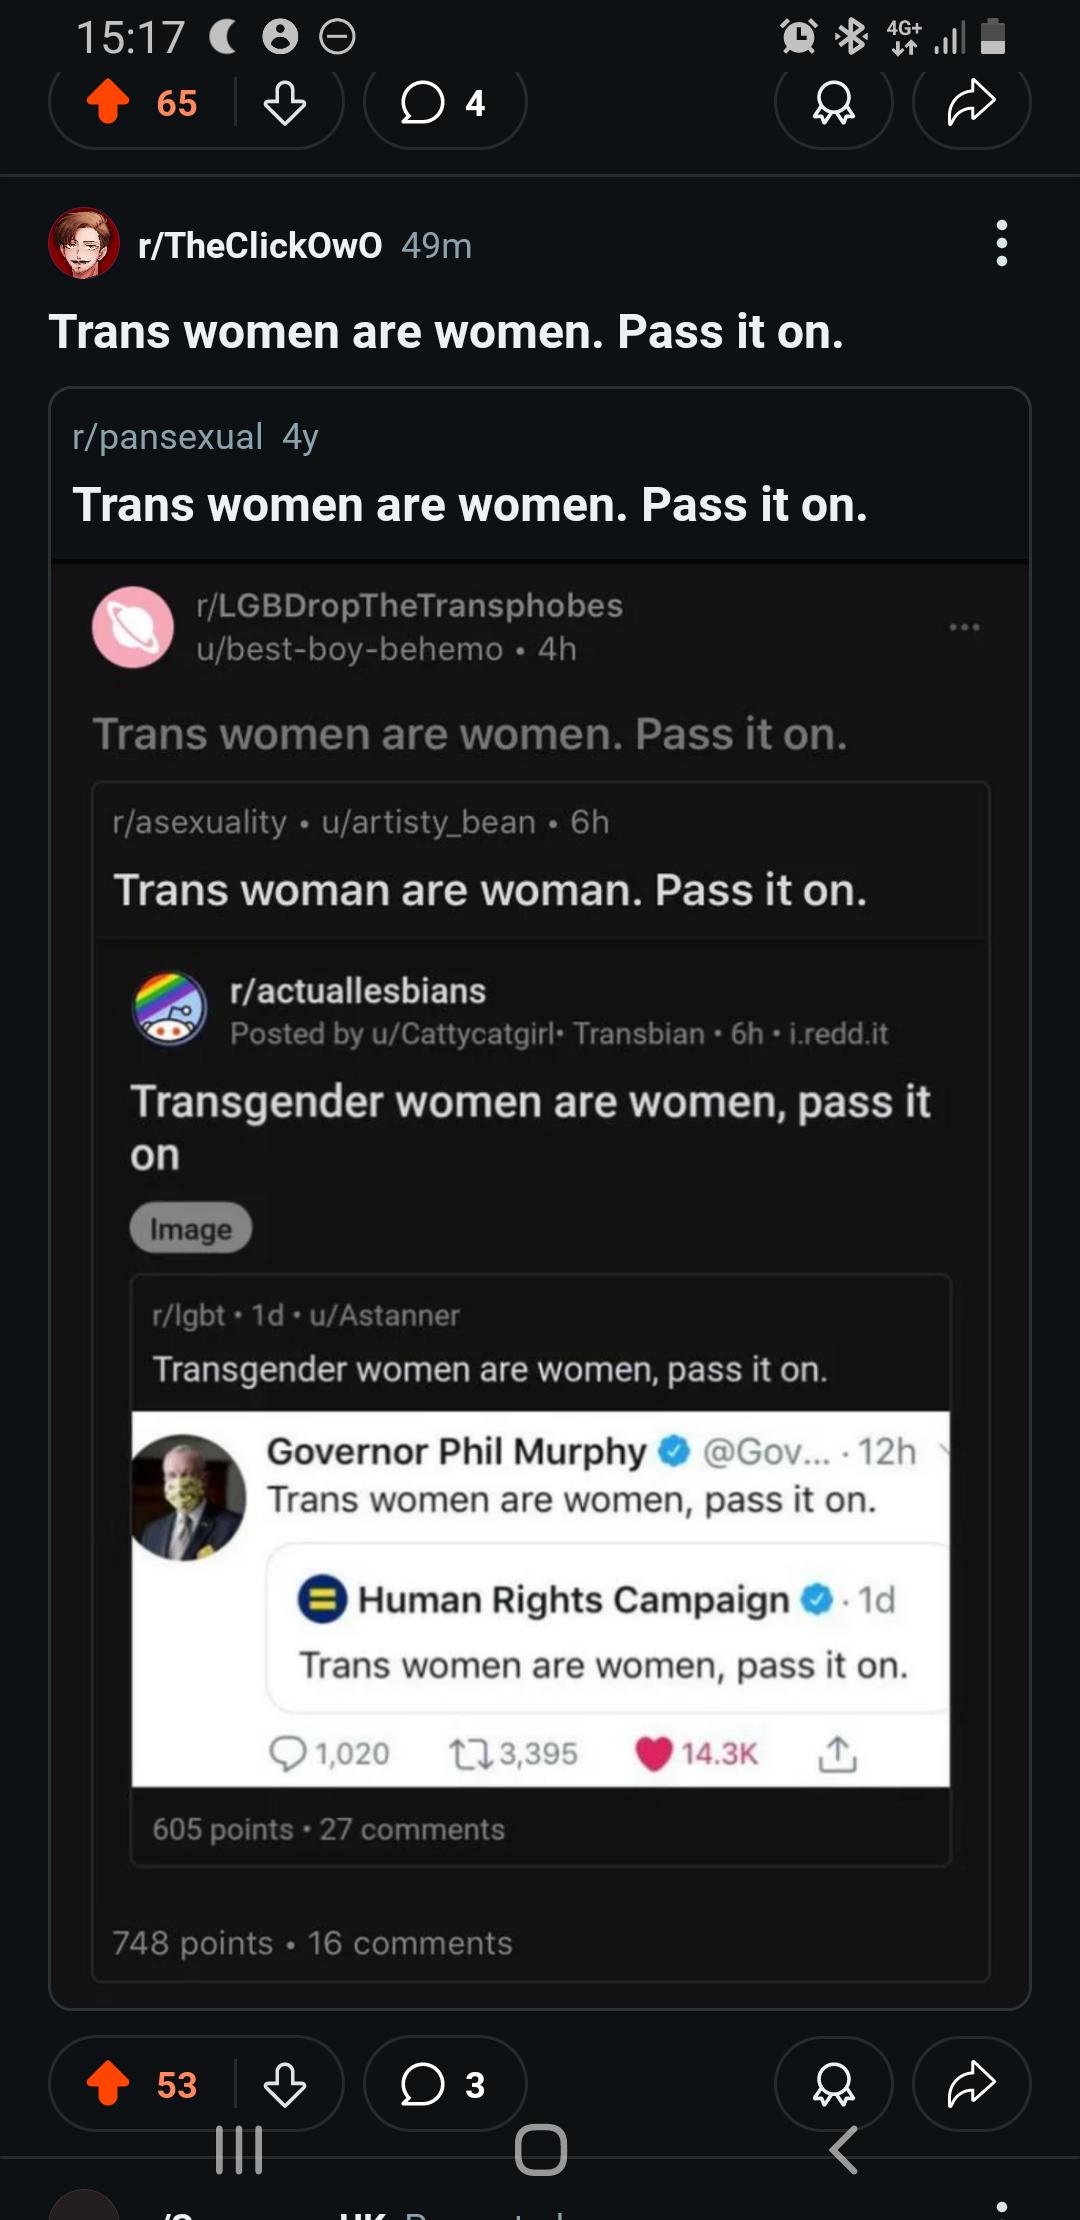 15:17 4G+
65 4
r/TheClickOwO 49m
Trans women are women. Pass it on.
r/pansexual 4y
Trans women are women. Pass it on.
r/LGBDropTheTransphobes
u/best-boy-behemo • 4h
Trans women are women. Pass it on.
r/asexuality • u/artisty_bean • 6h
Trans woman are woman. Pass it on.
r/actuallesbians
Posted by u/Cattycatgirl• Transbian • 6h • i.redd.it
Transgender women are women, pass it
on
Image
r/lgbt • 1d • u/Astanner
Transgender women are women, pass it on.
Governor Phil Murphy @Gov... · 12h
Trans women are women, pass it on.
Human Rights Campaign · 1d
Trans women are women, pass it on.
1,020 3,395 14.3K
605 points • 27 comments
748 points • 16 comments
53 3